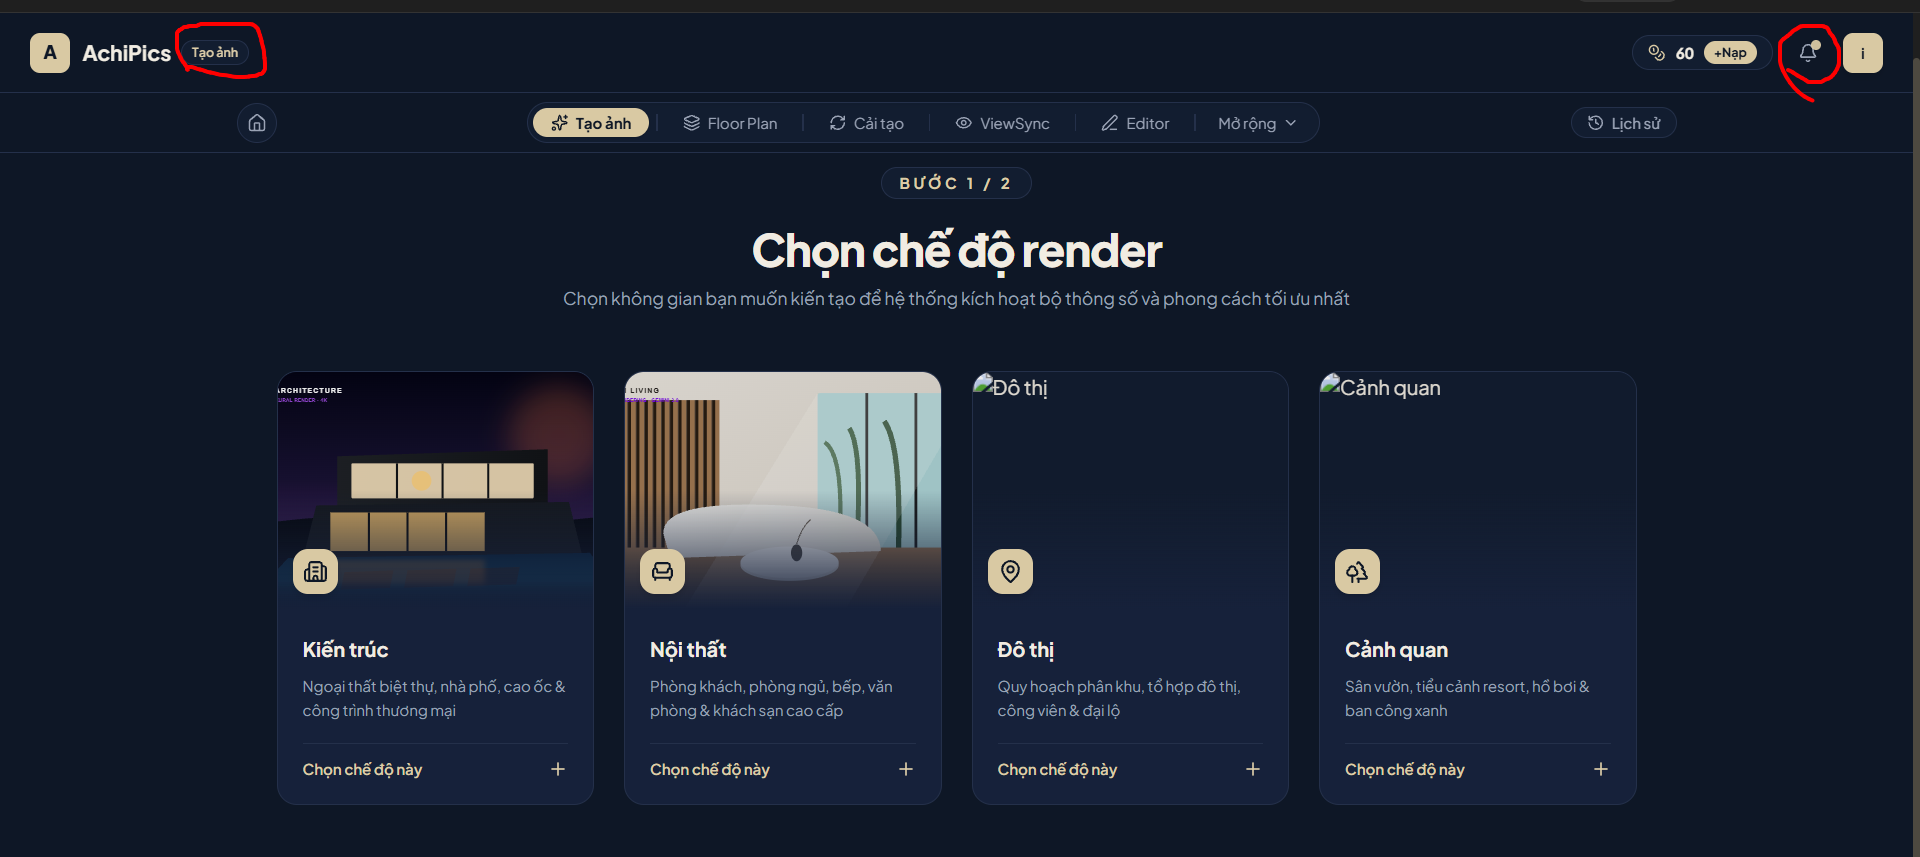 A AchiPics Tạo ảnh 60 +Nạp i
Tạo ảnh Floor Plan Cải tạo ViewSync Editor Mở rộng Lịch sử
BƯỚC 1 / 2
Chọn chế độ render
Chọn không gian bạn muốn kiến tạo để hệ thống kích hoạt bộ thông số và phong cách tối ưu nhất
RCHITECTURE
URAL RENDER - 4K
LIVING
Đô thị
Cảnh quan
Kiến trúc
Ngoại thất biệt thự, nhà phố, cao ốc &
công trình thương mại
Chọn chế độ này
Nội thất
Phòng khách, phòng ngủ, bếp, văn
phòng & khách sạn cao cấp
Chọn chế độ này
Đô thị
Quy hoạch phân khu, tổ hợp đô thị,
công viên & đại lộ
Chọn chế độ này
Cảnh quan
Sân vườn, tiểu cảnh resort, hồ bơi &
ban công xanh
Chọn chế độ này